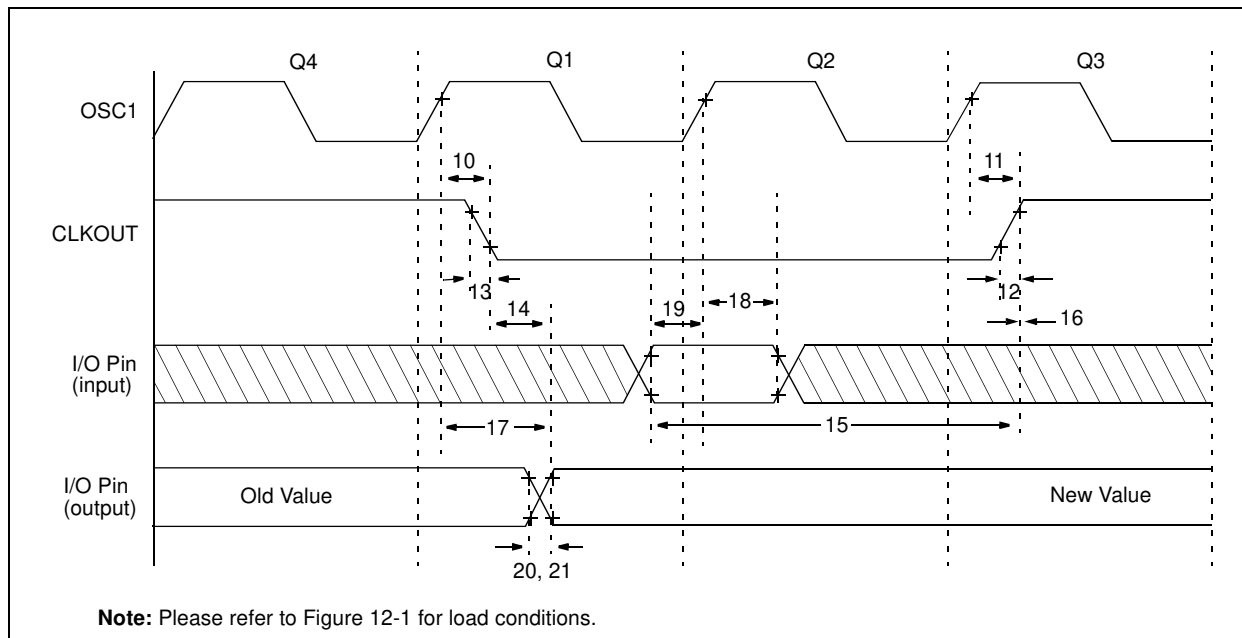 Q4
Q1
Q2
Q3
OSC1
10
11
CLKOUT
13
12
14
19
18
16
I/O Pin
(input)
17
15
I/O Pin
(output)
Old Value
New Value
20, 21
Note: Please refer to Figure 12-1 for load conditions.